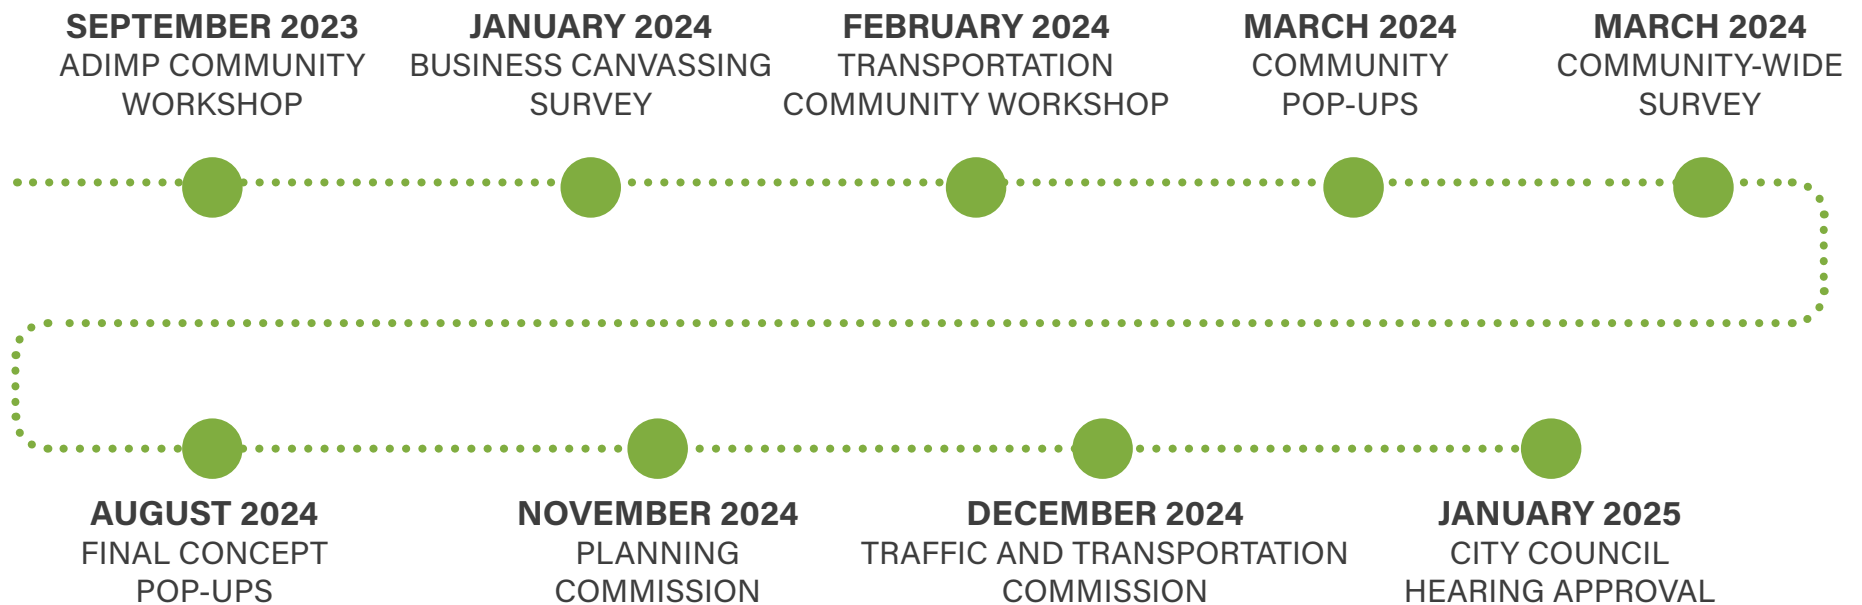 SEPTEMBER 2023
ADIMP COMMUNITY
WORKSHOP
JANUARY 2024
BUSINESS CANVASSING
SURVEY
FEBRUARY 2024
TRANSPORTATION
COMMUNITY WORKSHOP
MARCH 2024
COMMUNITY
POP-UPS
MARCH 2024
COMMUNITY-WIDE
SURVEY
AUGUST 2024
FINAL CONCEPT
POP-UPS
NOVEMBER 2024
PLANNING
COMMISSION
DECEMBER 2024
TRAFFIC AND TRANSPORTATION
COMMISSION
JANUARY 2025
CITY COUNCIL
HEARING APPROVAL